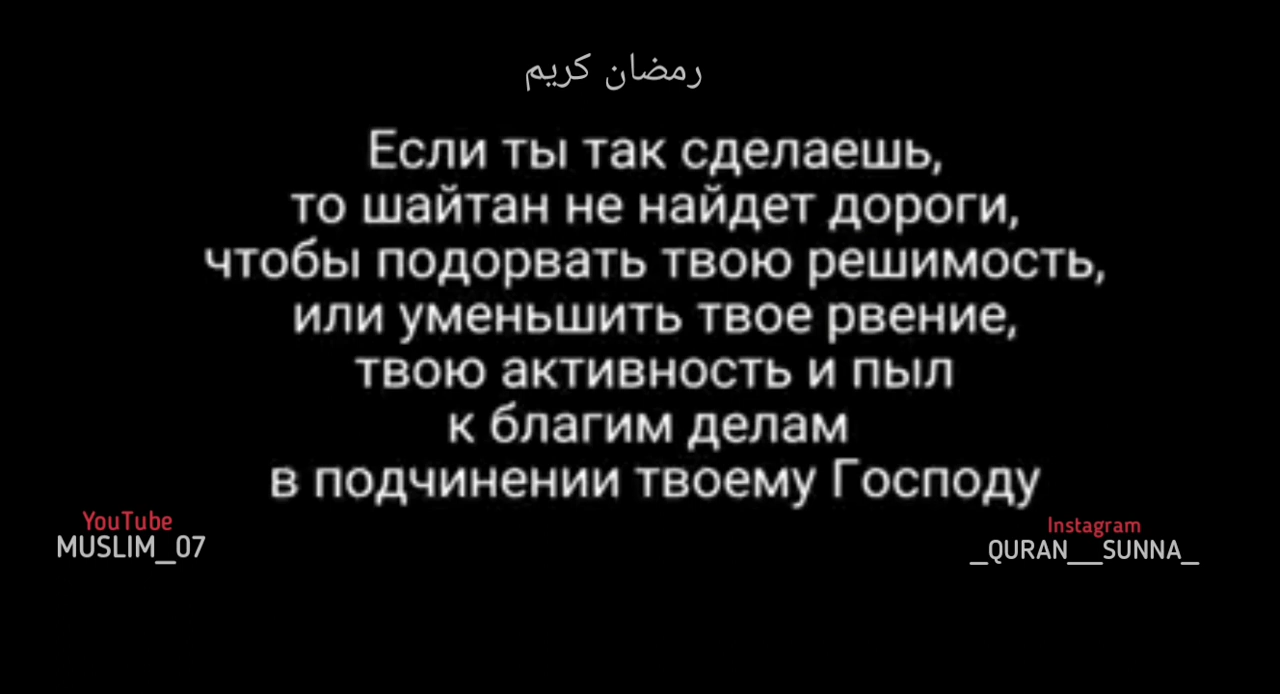 رمضان كريم
Если ты так сделаешь,
то шайтан не найдет дороги,
чтобы подорвать твою решимость,
или уменьшить твое рвение,
твою активность и пыл
к благим делам
в подчинении твоему Господу
YouTube
MUSLIM_07
Instagram
_QURAN__SUNNA_